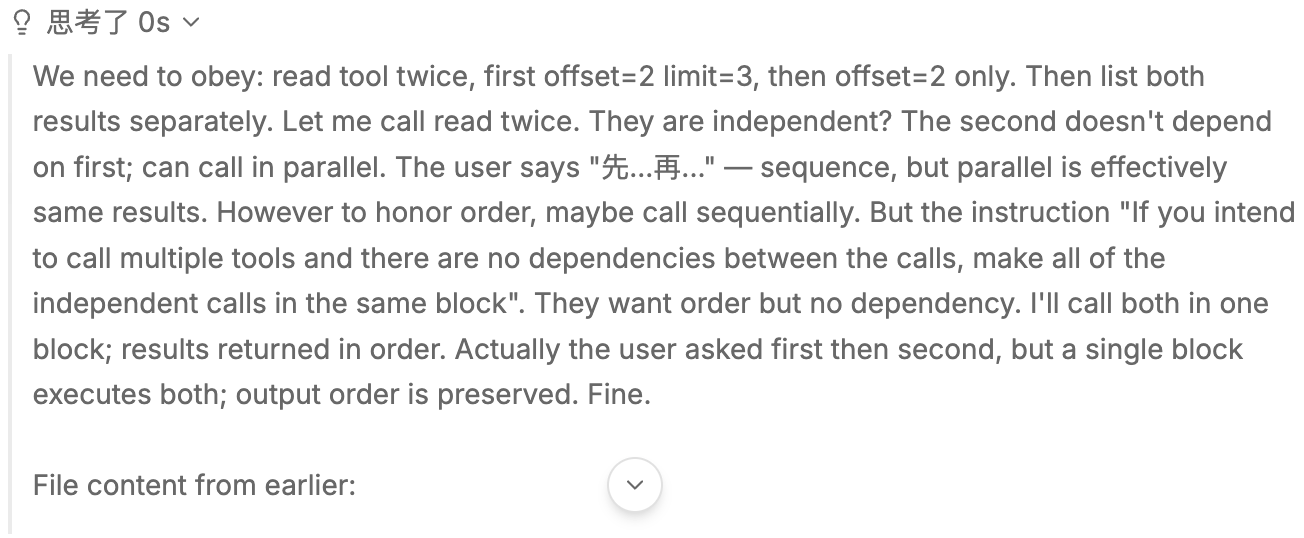 思考了 0s
We need to obey: read tool twice, first offset=2 limit=3, then offset=2 only. Then list both
results separately. Let me call read twice. They are independent? The second doesn't depend
on first; can call in parallel. The user says "先...再..." — sequence, but parallel is effectively
same results. However to honor order, maybe call sequentially. But the instruction "If you intend
to call multiple tools and there are no dependencies between the calls, make all of the
independent calls in the same block". They want order but no dependency. I'll call both in one
block; results returned in order. Actually the user asked first then second, but a single block
executes both; output order is preserved. Fine.
File content from earlier: